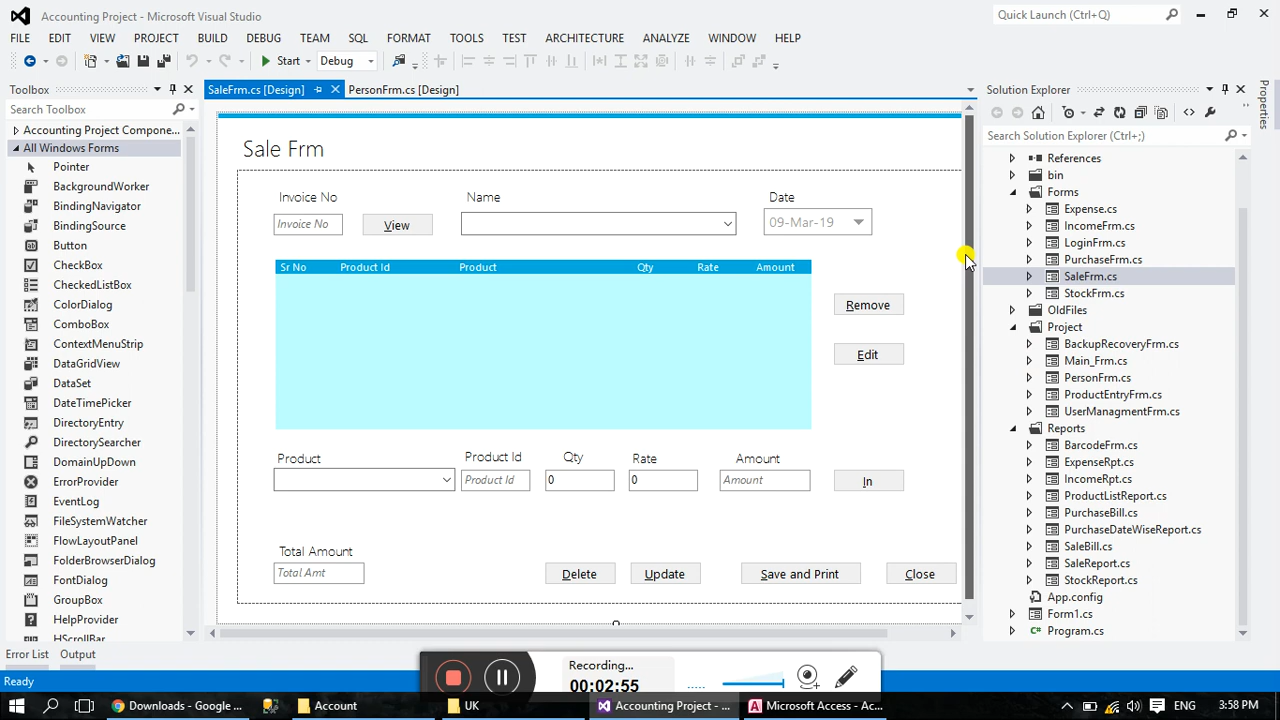 Accounting Project - Microsoft Visual Studio
Quick Launch (Ctrl+Q)
FILE EDIT VIEW PROJECT BUILD DEBUG TEAM SQL FORMAT TOOLS TEST ARCHITECTURE ANALYZE WINDOW HELP
Start Debug
Toolbox
SaleFrm.cs [Design] PersonFrm.cs [Design]
Solution Explorer
Properties
Search Toolbox
Search Solution Explorer (Ctrl+;)
Accounting Project Compone...
All Windows Forms
Pointer
BackgroundWorker
BindingNavigator
BindingSource
Button
CheckBox
CheckedListBox
ColorDialog
ComboBox
ContextMenuStrip
DataGridView
DataSet
DateTimePicker
DirectoryEntry
DirectorySearcher
DomainUpDown
ErrorProvider
EventLog
FileSystemWatcher
FlowLayoutPanel
FolderBrowserDialog
FontDialog
GroupBox
HelpProvider
HScrollBar
Sale Frm
Invoice No Name Date
Invoice No View 09-Mar-19
Sr No Product Id Product Qty Rate Amount
Remove
Edit
Product Product Id Qty Rate Amount
Product Id 0 0 Amount In
Total Amount
Total Amt Delete Update Save and Print Close
References
bin
Forms
Expense.cs
IncomeFrm.cs
LoginFrm.cs
PurchaseFrm.cs
SaleFrm.cs
StockFrm.cs
OldFiles
Project
BackupRecoveryFrm.cs
Main_Frm.cs
PersonFrm.cs
ProductEntryFrm.cs
UserManagmentFrm.cs
Reports
BarcodeFrm.cs
ExpenseRpt.cs
IncomeRpt.cs
ProductListReport.cs
PurchaseBill.cs
PurchaseDateWiseReport.cs
SaleBill.cs
SaleReport.cs
StockReport.cs
App.config
Form1.cs
Program.cs
Error List Output
Ready
Recording...
00:02:55
Downloads - Google ... Account UK Accounting Project - ... Microsoft Access - Ac...
ENG 3:58 PM